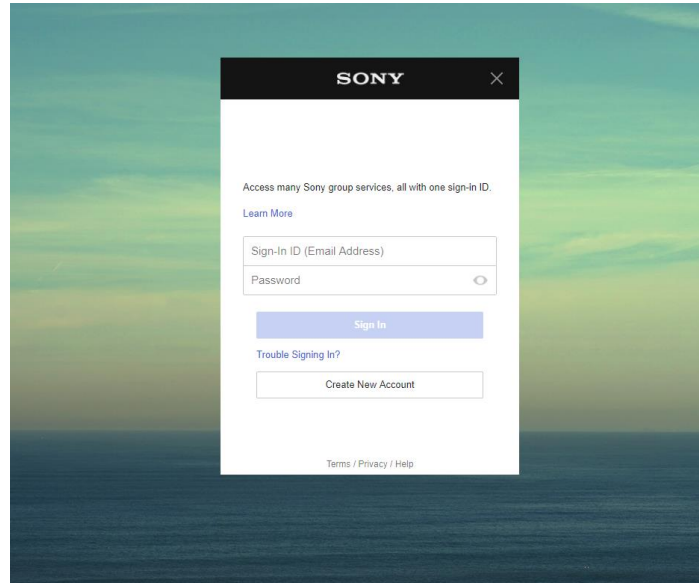 SONY
Access many Sony group services, all with one sign-in ID.
Learn More
Sign-In ID (Email Address)
Password
Sign In
Trouble Signing In?
Create New Account
Terms / Privacy / Help